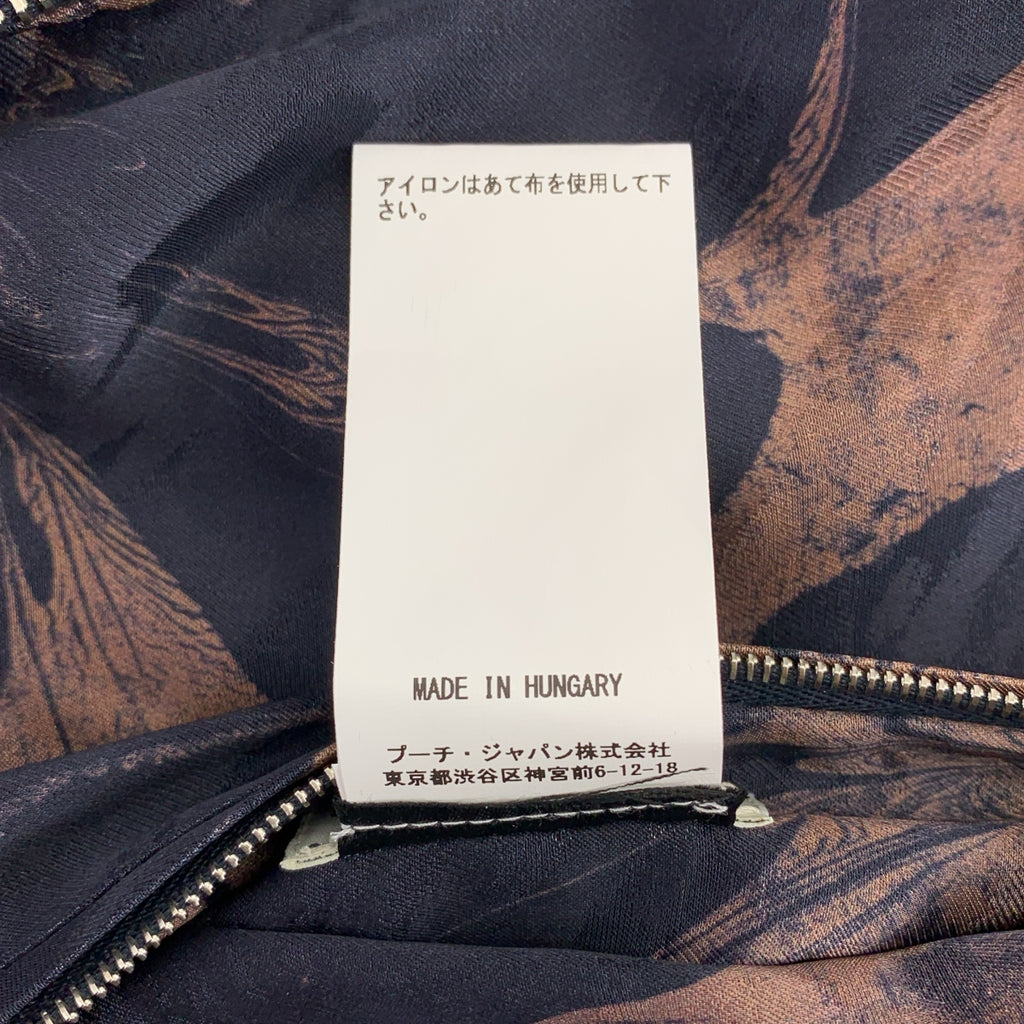 アイロンはあて布を使用して下
さい。
MADE IN HUNGARY
プーチ・ジャパン株式会社
東京都渋谷区神宮前6-12-18